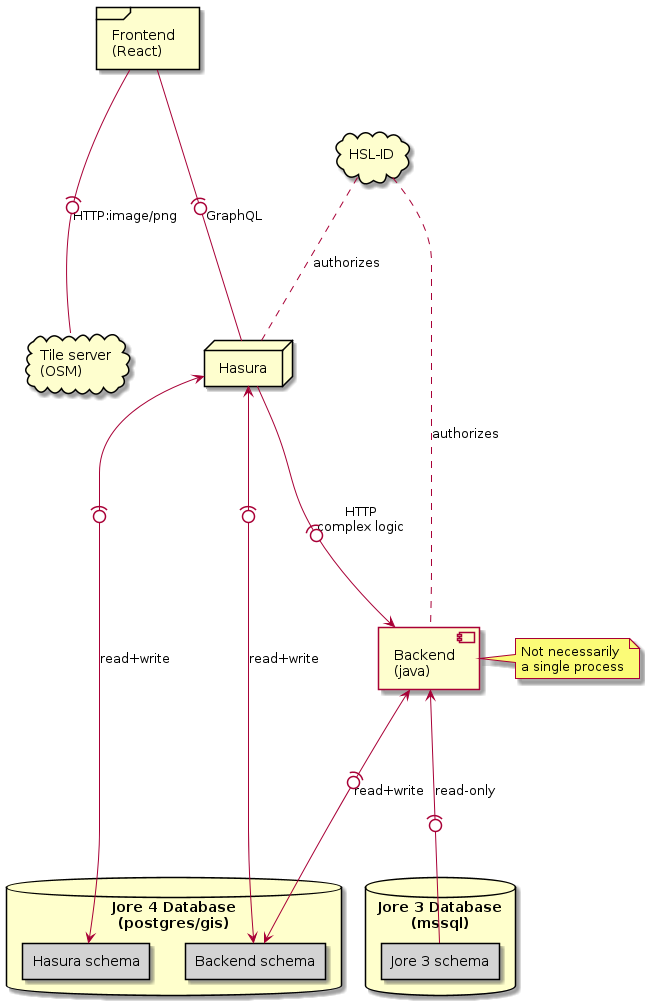 Frontend
(React)
HSL-ID
HTTP:image/png
GraphQL
authorizes
Tile server
(OSM)
Hasura
authorizes
HTTP
complex logic
Backend
(java)
Not necessarily
a single process
read+write
read+write
read+write
read-only
Jore 4 Database
(postgres/gis)
Jore 3 Database
(mssql)
Hasura schema
Backend schema
Jore 3 schema